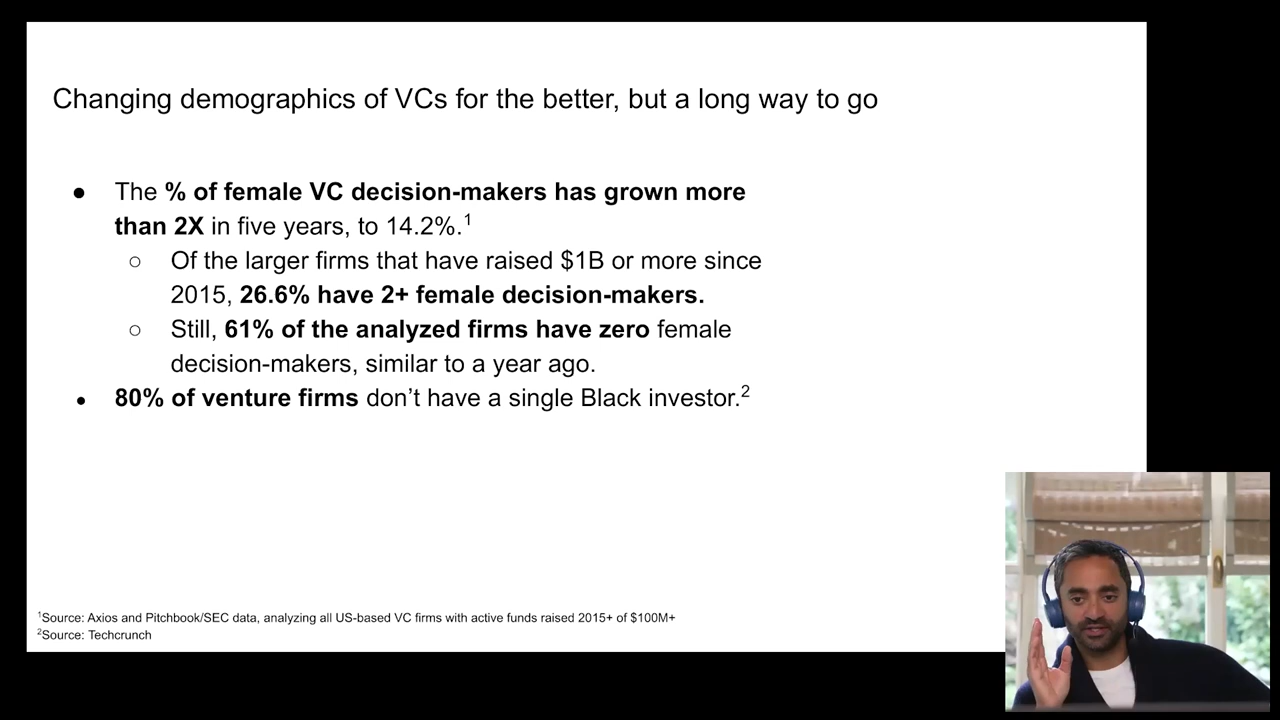 Changing demographics of VCs for the better, but a long way to go
● The % of female VC decision-makers has grown more
than 2X in five years, to 14.2%.¹
○ Of the larger firms that have raised $1B or more since
2015, 26.6% have 2+ female decision-makers.
○ Still, 61% of the analyzed firms have zero female
decision-makers, similar to a year ago.
● 80% of venture firms don’t have a single Black investor.²
¹Source: Axios and Pitchbook/SEC data, analyzing all US-based VC firms with active funds raised 2015+ of $100M+
²Source: Techcrunch